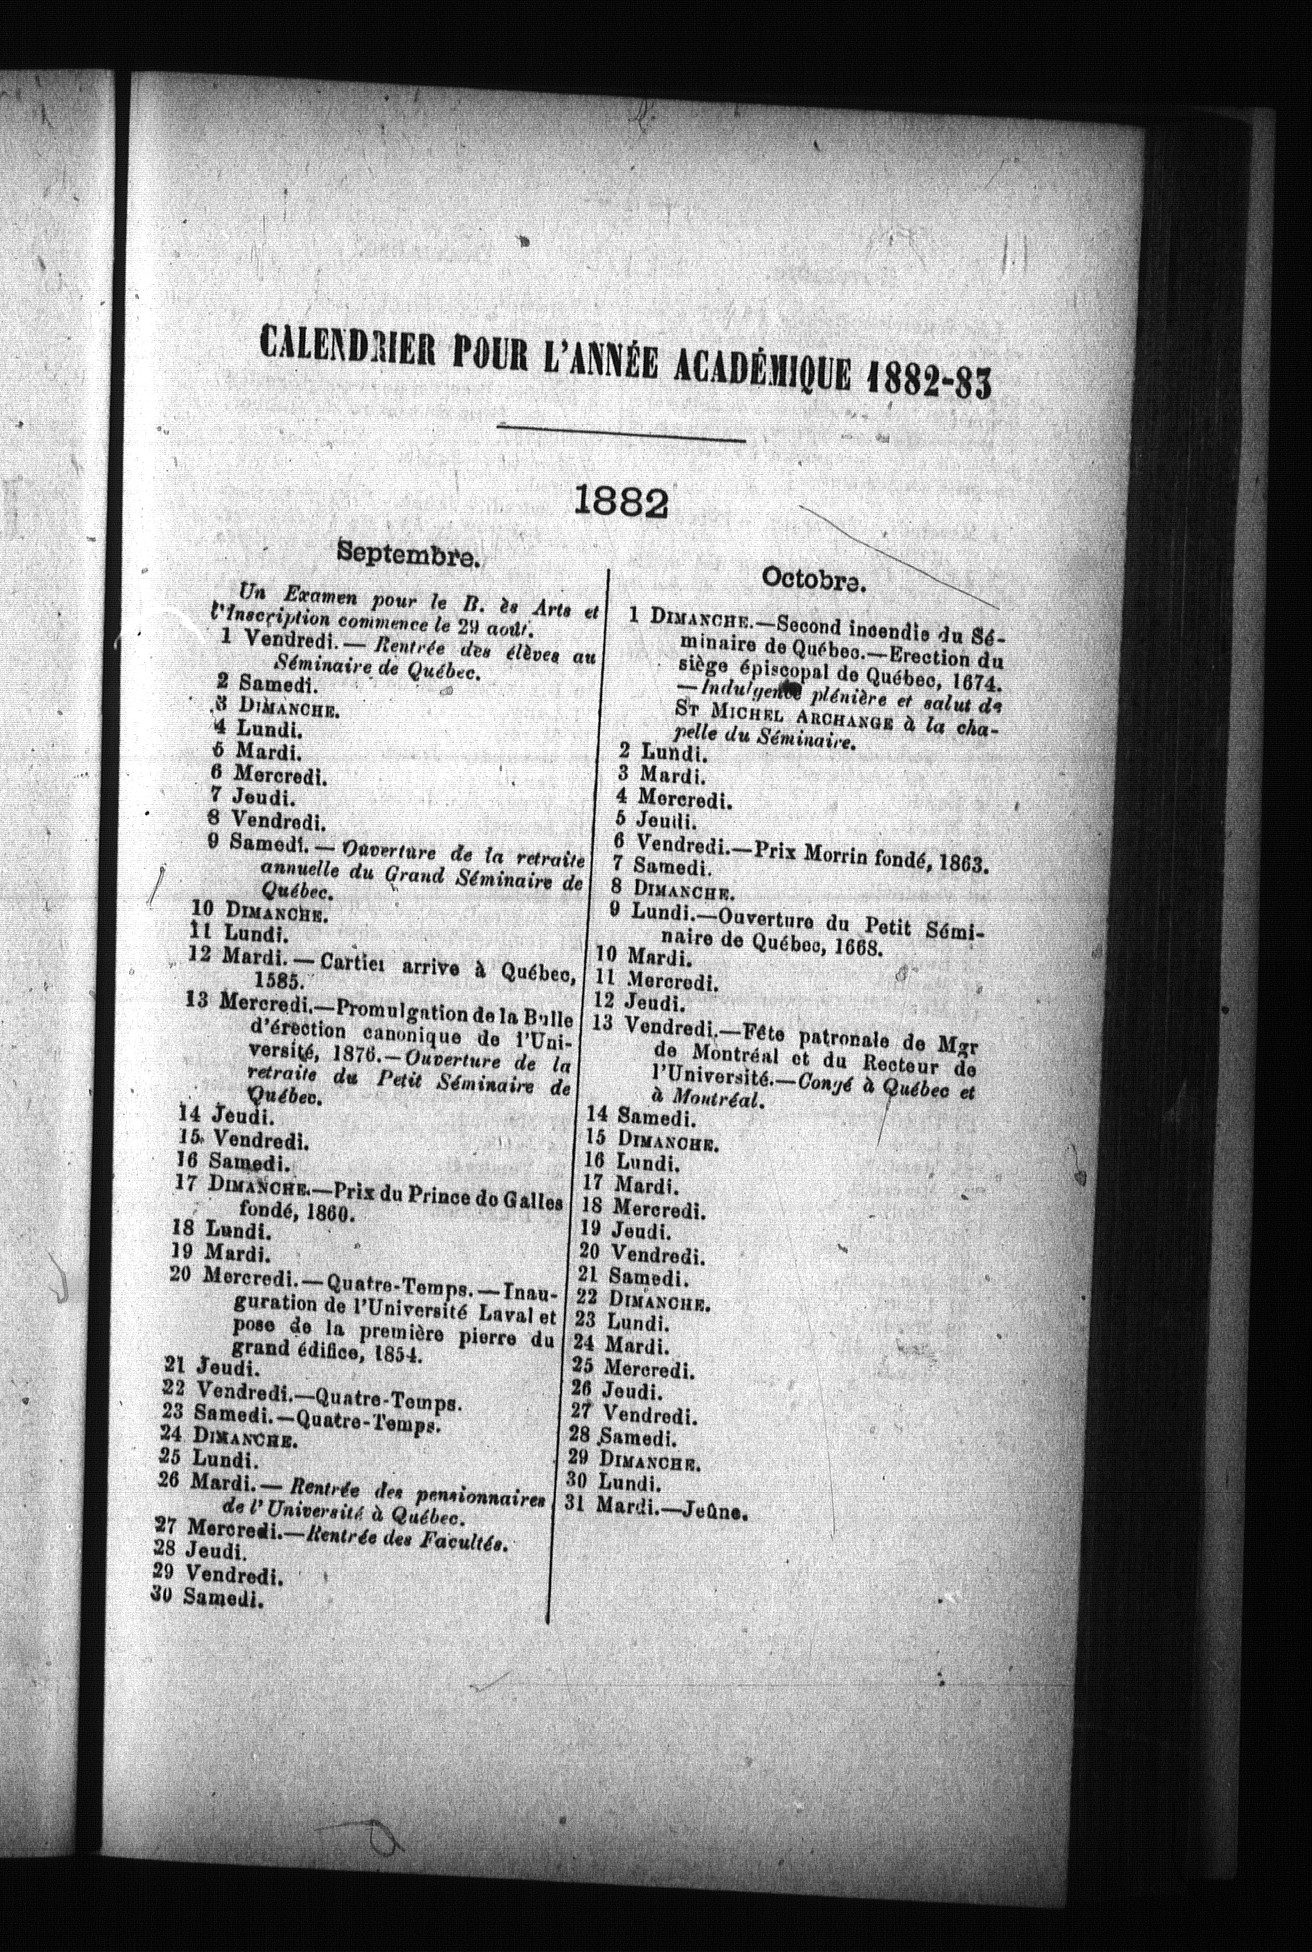 CALENDRIER POUR L'ANNÉE ACADÉMIQUE 1882-83
1882
Septembre.
Un Examen pour le B. ès Arts et
l'Inscription commence le 29 août.
1 Vendredi. — Rentrée des élèves au
Séminaire de Québec.
2 Samedi.
3 DIMANCHE.
4 Lundi.
5 Mardi.
6 Mercredi.
7 Jeudi.
8 Vendredi.
9 Samedi. — Ouverture de la retraite
annuelle du Grand Séminaire de
Québec.
10 DIMANCHE.
11 Lundi.
12 Mardi. — Cartier arrive à Québec,
1585.
13 Mercredi.—Promulgation de la Bulle
d'érection canonique de l'Uni-
versité, 1876.—Ouverture de la
retraite du Petit Séminaire de
Québec.
14 Jeudi.
15 Vendredi.
16 Samedi.
17 DIMANCHE.—Prix du Prince de Galles
fondé, 1860.
18 Lundi.
19 Mardi.
20 Mercredi. — Quatre-Temps. — Inau-
guration de l'Université Laval et
pose de la première pierre du
grand édifice, 1854.
21 Jeudi.
22 Vendredi.—Quatre-Temps.
23 Samedi.—Quatre-Temps.
24 DIMANCHE.
25 Lundi.
26 Mardi. — Rentrée des pensionnaires
de l'Université à Québec.
27 Mercredi.—Rentrée des Facultés.
28 Jeudi.
29 Vendredi.
30 Samedi.
Octobre.
1 DIMANCHE.—Second incendie du Sé-
minaire de Québec.—Erection du
siège épiscopal de Québec, 1674.
—Indulgence plénière et salut de
ST MICHEL ARCHANGE à la cha-
pelle du Séminaire.
2 Lundi.
3 Mardi.
4 Mercredi.
5 Jeudi.
6 Vendredi.—Prix Morrin fondé, 1863.
7 Samedi.
8 DIMANCHE.
9 Lundi.—Ouverture du Petit Sémi-
naire de Québec, 1668.
10 Mardi.
11 Mercredi.
12 Jeudi.
13 Vendredi.—Fête patronale de Mgr
de Montréal et du Recteur de
l'Université.—Congé à Québec et
à Montréal.
14 Samedi.
15 DIMANCHE.
16 Lundi.
17 Mardi.
18 Mercredi.
19 Jeudi.
20 Vendredi.
21 Samedi.
22 DIMANCHE.
23 Lundi.
24 Mardi.
25 Mercredi.
26 Jeudi.
27 Vendredi.
28 Samedi.
29 DIMANCHE.
30 Lundi.
31 Mardi.—Jeûne.